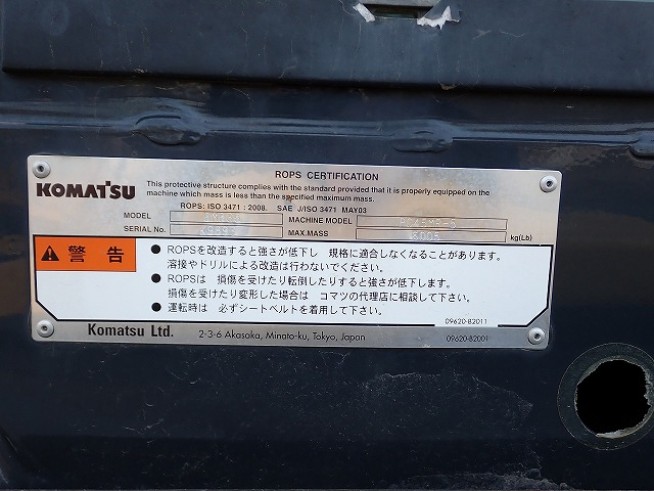 ROPS CERTIFICATION
KOMATSU
This protective structure complies with the standard provided that it is properly equipped on the
machine which mass is less than the specified maximum mass.
ROPS: ISO 3471 : 2008. SAE J/ISO 3471 MAY03
MODEL MACHINE MODEL
SERIAL No. MAX.MASS kg(Lb)
警告
● ROPSを改造すると強さが低下し 規格に適合しなくなることがあります。
溶接やドリルによる改造は行わないでください。
● ROPSは 損傷を受けたり転倒したりすると強さが低下します。
損傷を受けたり変形した場合は コマツの代理店に相談して下さい。
● 運転時は 必ずシートベルトを着用して下さい。
09620-B2011
Komatsu Ltd. 2-3-6 Akasaka, Minato-ku, Tokyo, Japan